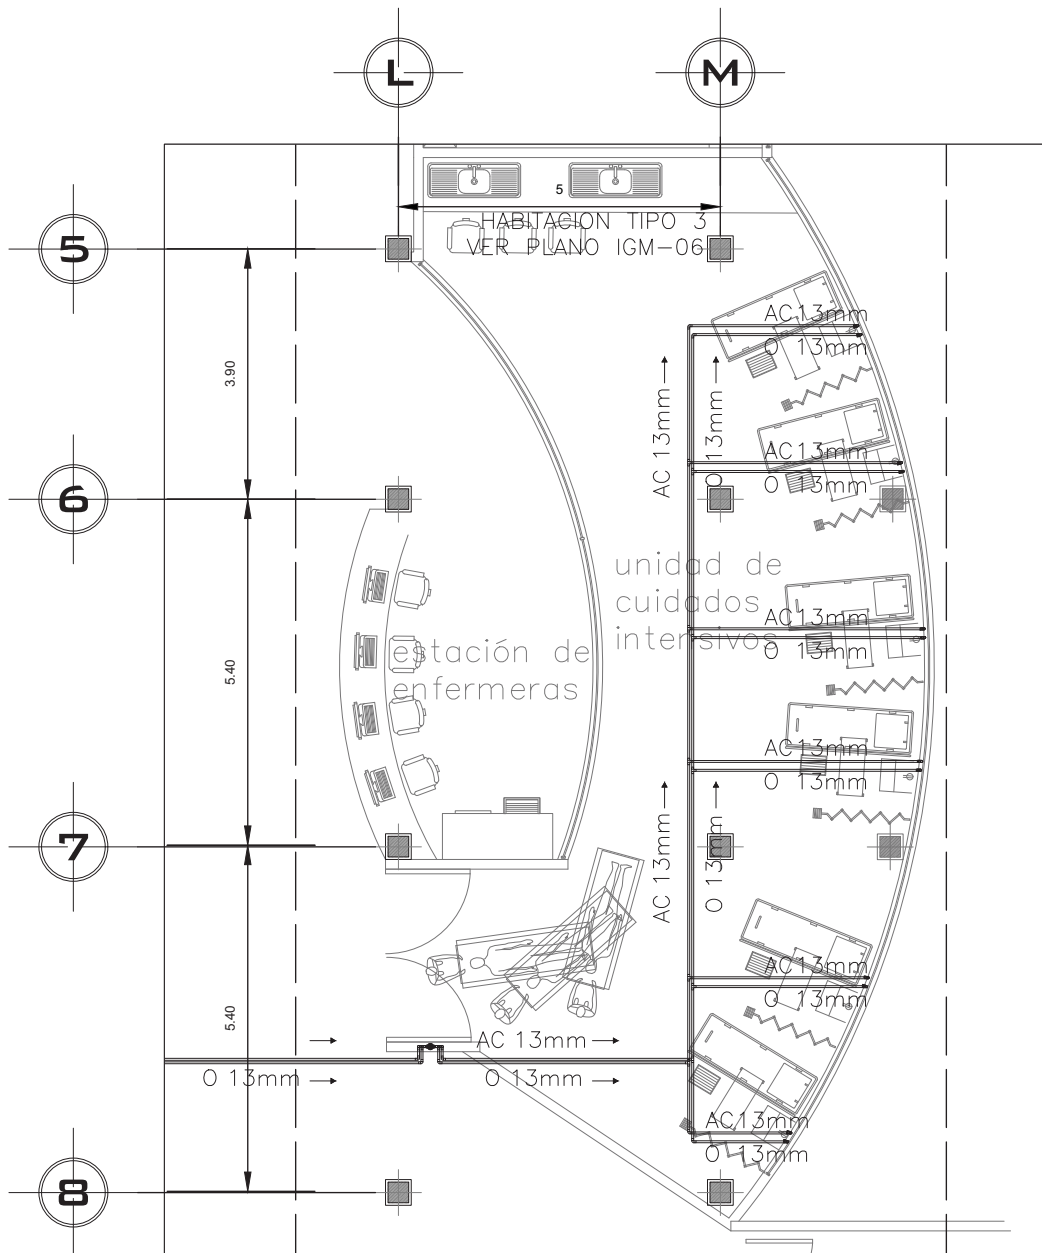 L
M
5
HABITACION TIPO 3
VER PLANO IGM-06
5
AC 13mm
O 13mm
3.90
AC 13mm
O 13mm
AC 13mm
O 13mm
6
unidad de
cuidados
intensivos
AC 13mm
O 13mm
estación de
enfermeras
5.40
AC 13mm
O 13mm
AC 13mm
O 13mm
7
AC 13mm
O 13mm
5.40
AC 13mm
O 13mm
O 13mm
AC 13mm
O 13mm
8